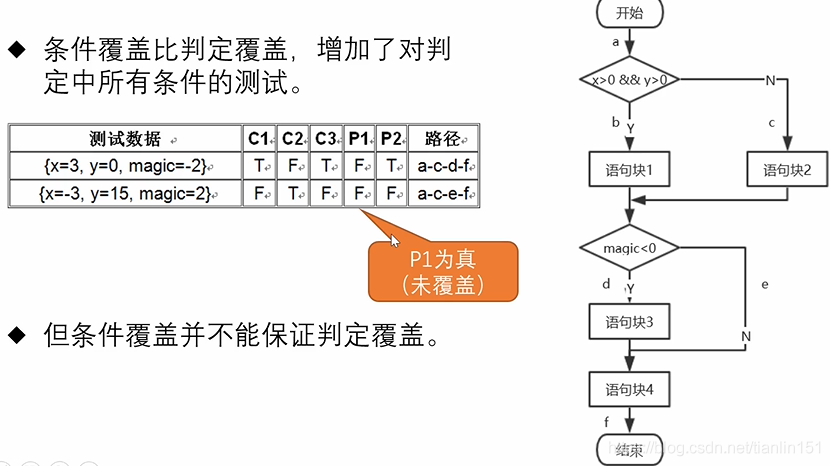 ◆ 条件覆盖比判定覆盖，增加了对判
定中所有条件的测试。
测试数据 C1 C2 C3 P1 P2 路径
{x=3, y=0, magic=-2} T F T F T a-c-d-f
{x=-3, y=15, magic=2} F T F F F a-c-e-f
P1为真
（未覆盖）
◆ 但条件覆盖并不能保证判定覆盖。
开始
a
x>0 && y>0
N
b
Y
c
语句块1
语句块2
magic<0
d
Y
e
语句块3
N
语句块4
f
结束
https://blog.csdn.net/tianlin151